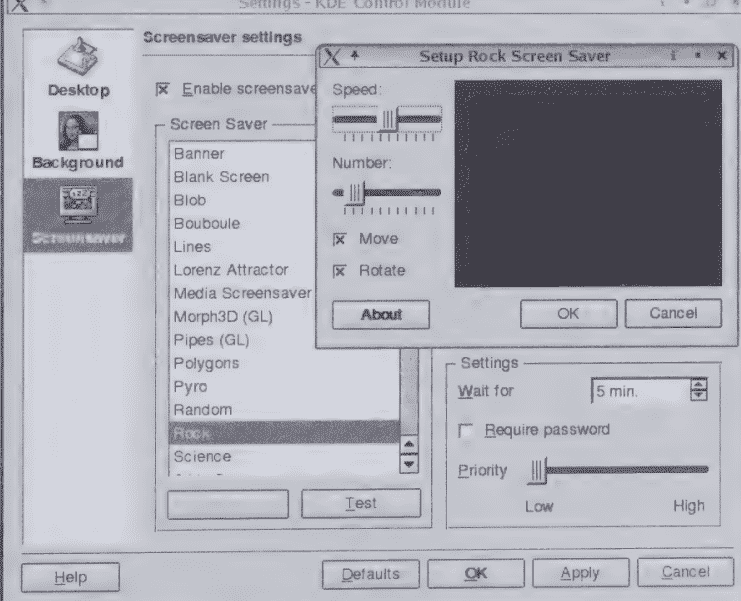 Settings - KDE Control Module
Screensaver settings
Desktop
Background
Screensaver
Enable screensave
Screen Saver
Banner
Blank Screen
Blob
Bouboule
Lines
Lorenz Attractor
Media Screensaver
Morph3D (GL)
Pipes (GL)
Polygons
Pyro
Random
Rock
Science
Test
Setup Rock Screen Saver
Speed:
Number:
Move
Rotate
About
OK
Cancel
Settings
Wait for
5 min.
Require password
Priority
Low
High
Help
Defaults
OK
Apply
Cancel